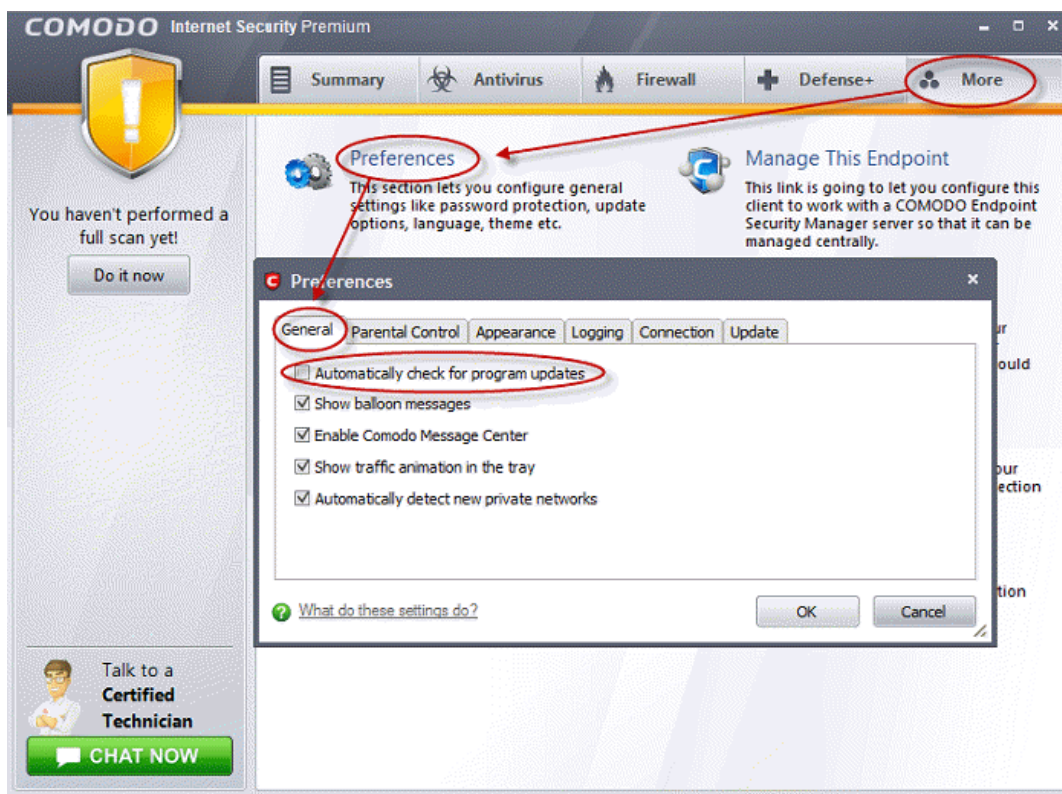 COMODO Internet Security Premium
Summary
Antivirus
Firewall
Defense+
More
You haven't performed a
full scan yet!
Do it now
Preferences
This section lets you configure general
settings like password protection, update
options, language, theme etc.
Manage This Endpoint
This link is going to let you configure this
client to work with a COMODO Endpoint
Security Manager server so that it can be
managed centrally.
Preferences
General
Parental Control
Appearance
Logging
Connection
Update
Automatically check for program updates
Show balloon messages
Enable Comodo Message Center
Show traffic animation in the tray
Automatically detect new private networks
What do these settings do?
OK
Cancel
Talk to a
Certified
Technician
CHAT NOW